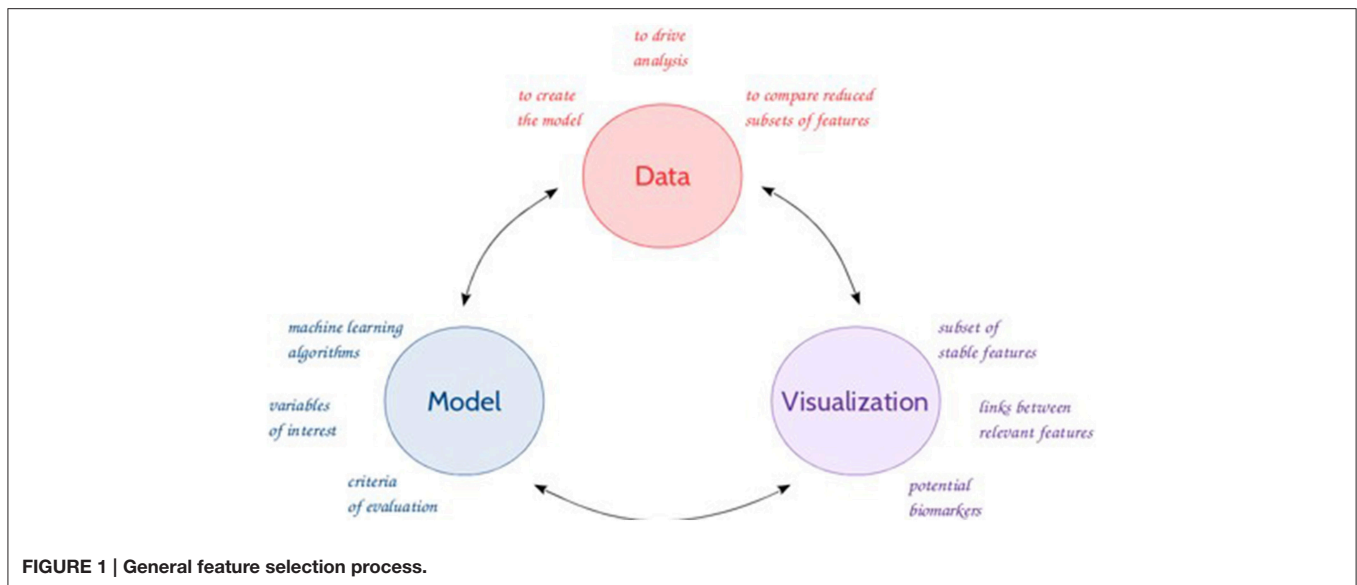 to drive
analysis
to create
the model
to compare reduced
subsets of features
Data
machine learning
algorithms
variables
of interest
criteria
of evaluation
Model
Visualization
subset of
stable features
links between
relevant features
potential
biomarkers
FIGURE 1 | General feature selection process.